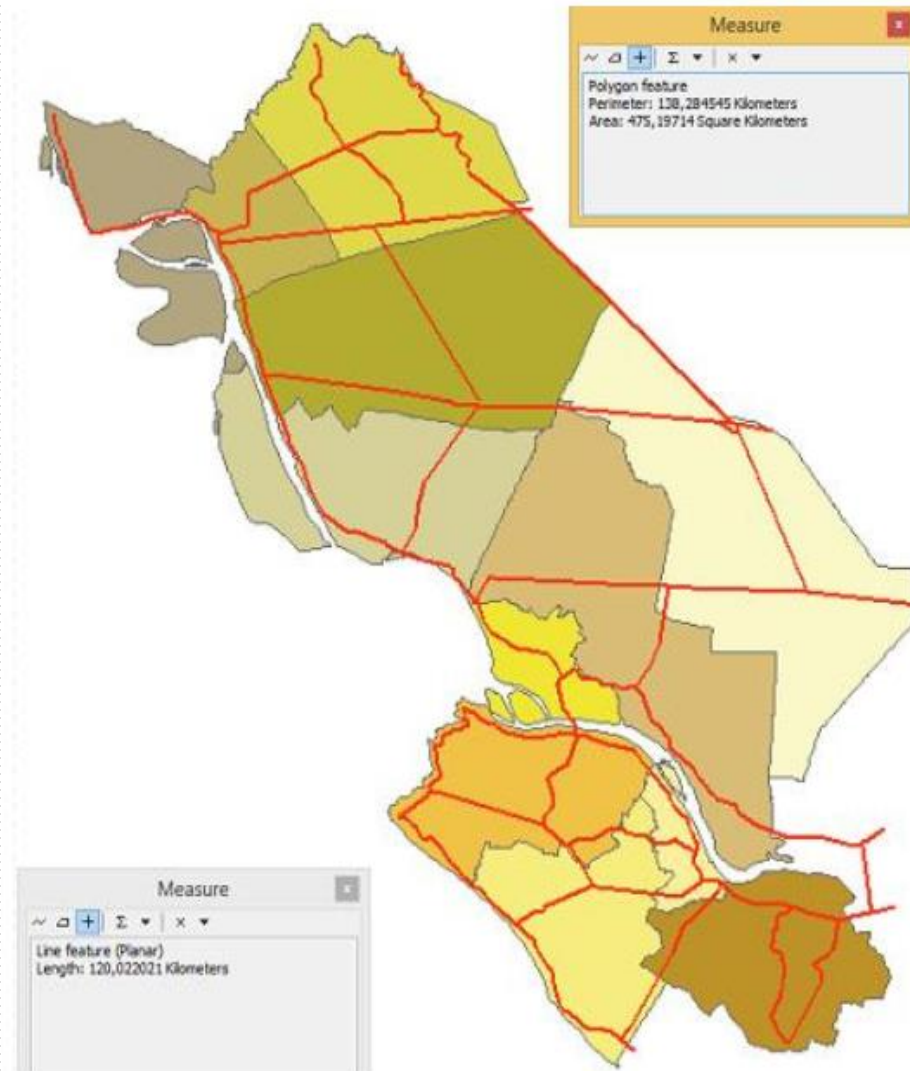 Measure
x
Σ
x
Polygon feature
Perimeter: 138,284545 Kilometers
Area: 475,19714 Square Kilometers
Measure
x
Σ
x
Line feature (Planar)
Length: 120,022021 Kilometers